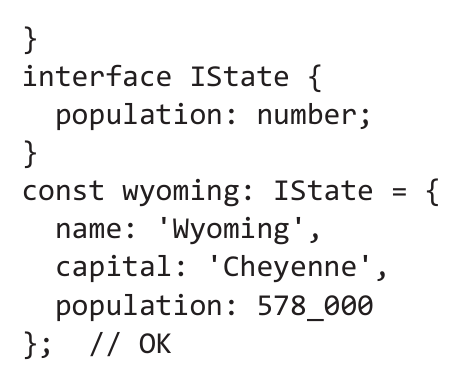 }
interface IState {
  population: number;
}
const wyoming: IState = {
  name: 'Wyoming',
  capital: 'Cheyenne',
  population: 578_000
};  // OK